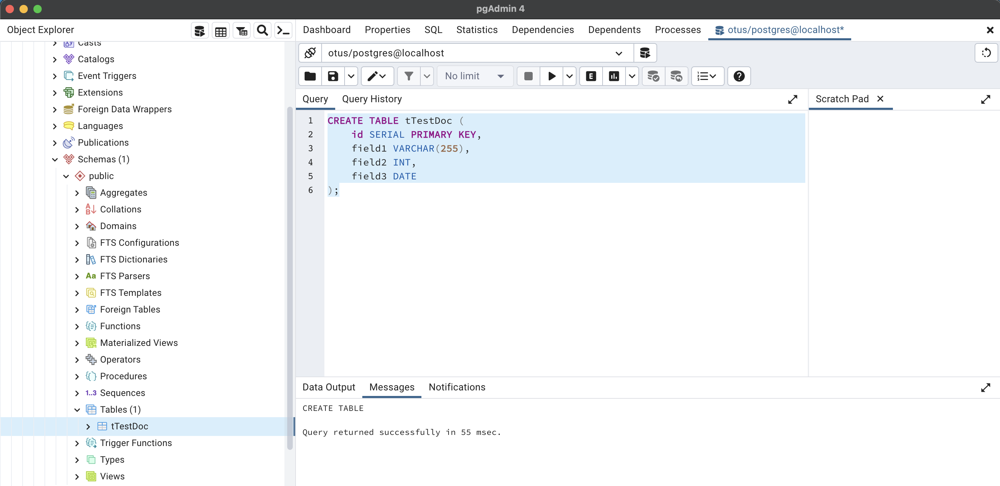 pgAdmin 4
Object Explorer
Dashboard Properties SQL Statistics Dependencies Dependents Processes otus/postgres@localhost*
Casts
Catalogs
Event Triggers
Extensions
Foreign Data Wrappers
Languages
Publications
Schemas (1)
public
Aggregates
Collations
Domains
FTS Configurations
FTS Dictionaries
Aa FTS Parsers
FTS Templates
Foreign Tables
Functions
Materialized Views
Operators
Procedures
1..3 Sequences
Tables (1)
tTestDoc
Trigger Functions
Types
Views
otus/postgres@localhost
No limit
E
Query Query History
Scratch Pad
1 CREATE TABLE tTestDoc (
2 id SERIAL PRIMARY KEY,
3 field1 VARCHAR(255),
4 field2 INT,
5 field3 DATE
6 );
Data Output Messages Notifications
CREATE TABLE
Query returned successfully in 55 msec.